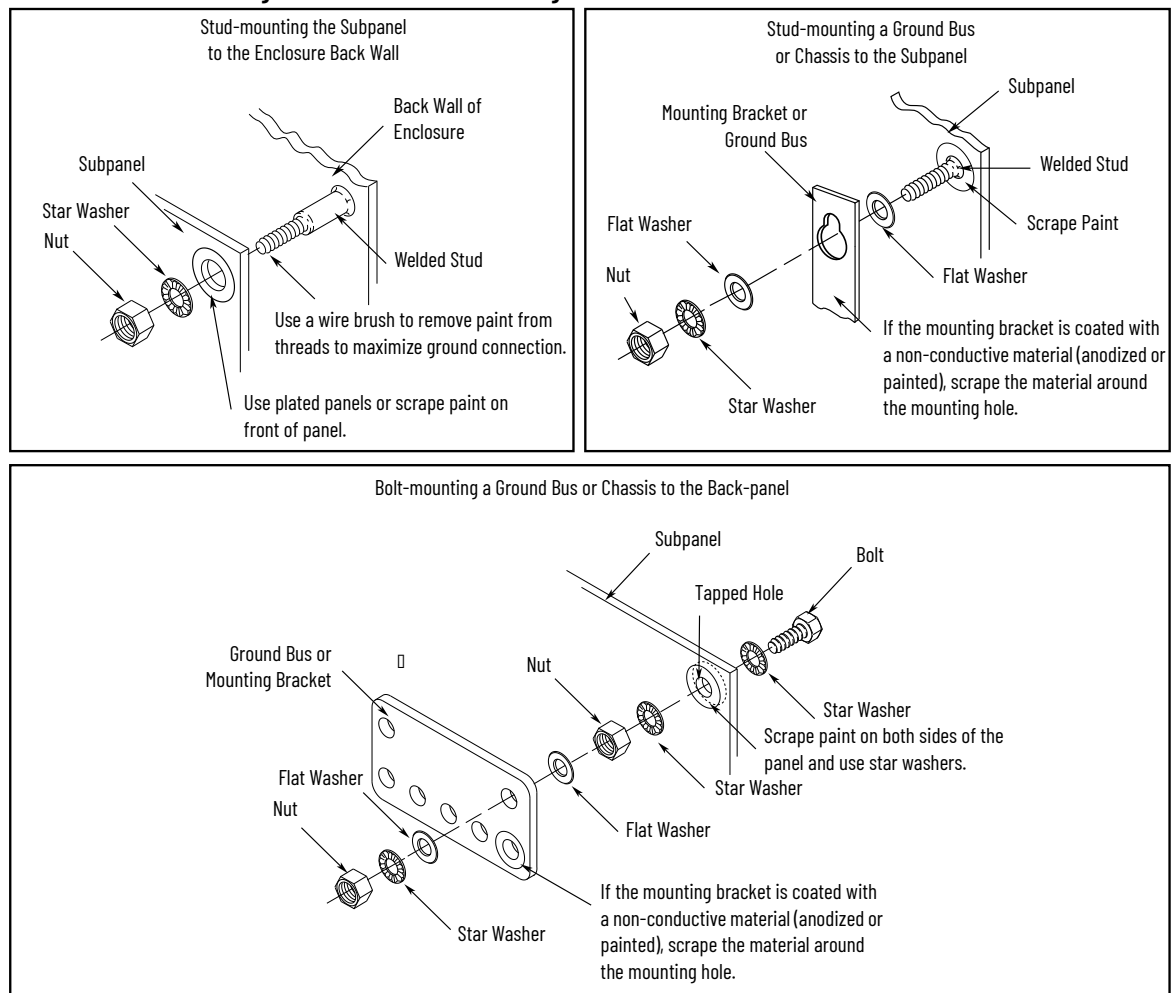 Stud-mounting the Subpanel
to the Enclosure Back Wall
Back Wall of
Enclosure
Subpanel
Star Washer
Nut
Welded Stud
Use a wire brush to remove paint from
threads to maximize ground connection.
Use plated panels or scrape paint on
front of panel.
Stud-mounting a Ground Bus
or Chassis to the Subpanel
Subpanel
Mounting Bracket or
Ground Bus
Welded Stud
Scrape Paint
Flat Washer
Flat Washer
Nut
If the mounting bracket is coated with
a non-conductive material (anodized or
painted), scrape the material around
the mounting hole.
Star Washer
Bolt-mounting a Ground Bus or Chassis to the Back-panel
Subpanel
Bolt
Tapped Hole
Ground Bus or
Mounting Bracket
Nut
Star Washer
Scrape paint on both sides of the
panel and use star washers.
Star Washer
Flat Washer
Flat Washer
Nut
Star Washer
If the mounting bracket is coated with
a non-conductive material (anodized or
painted), scrape the material around
the mounting hole.